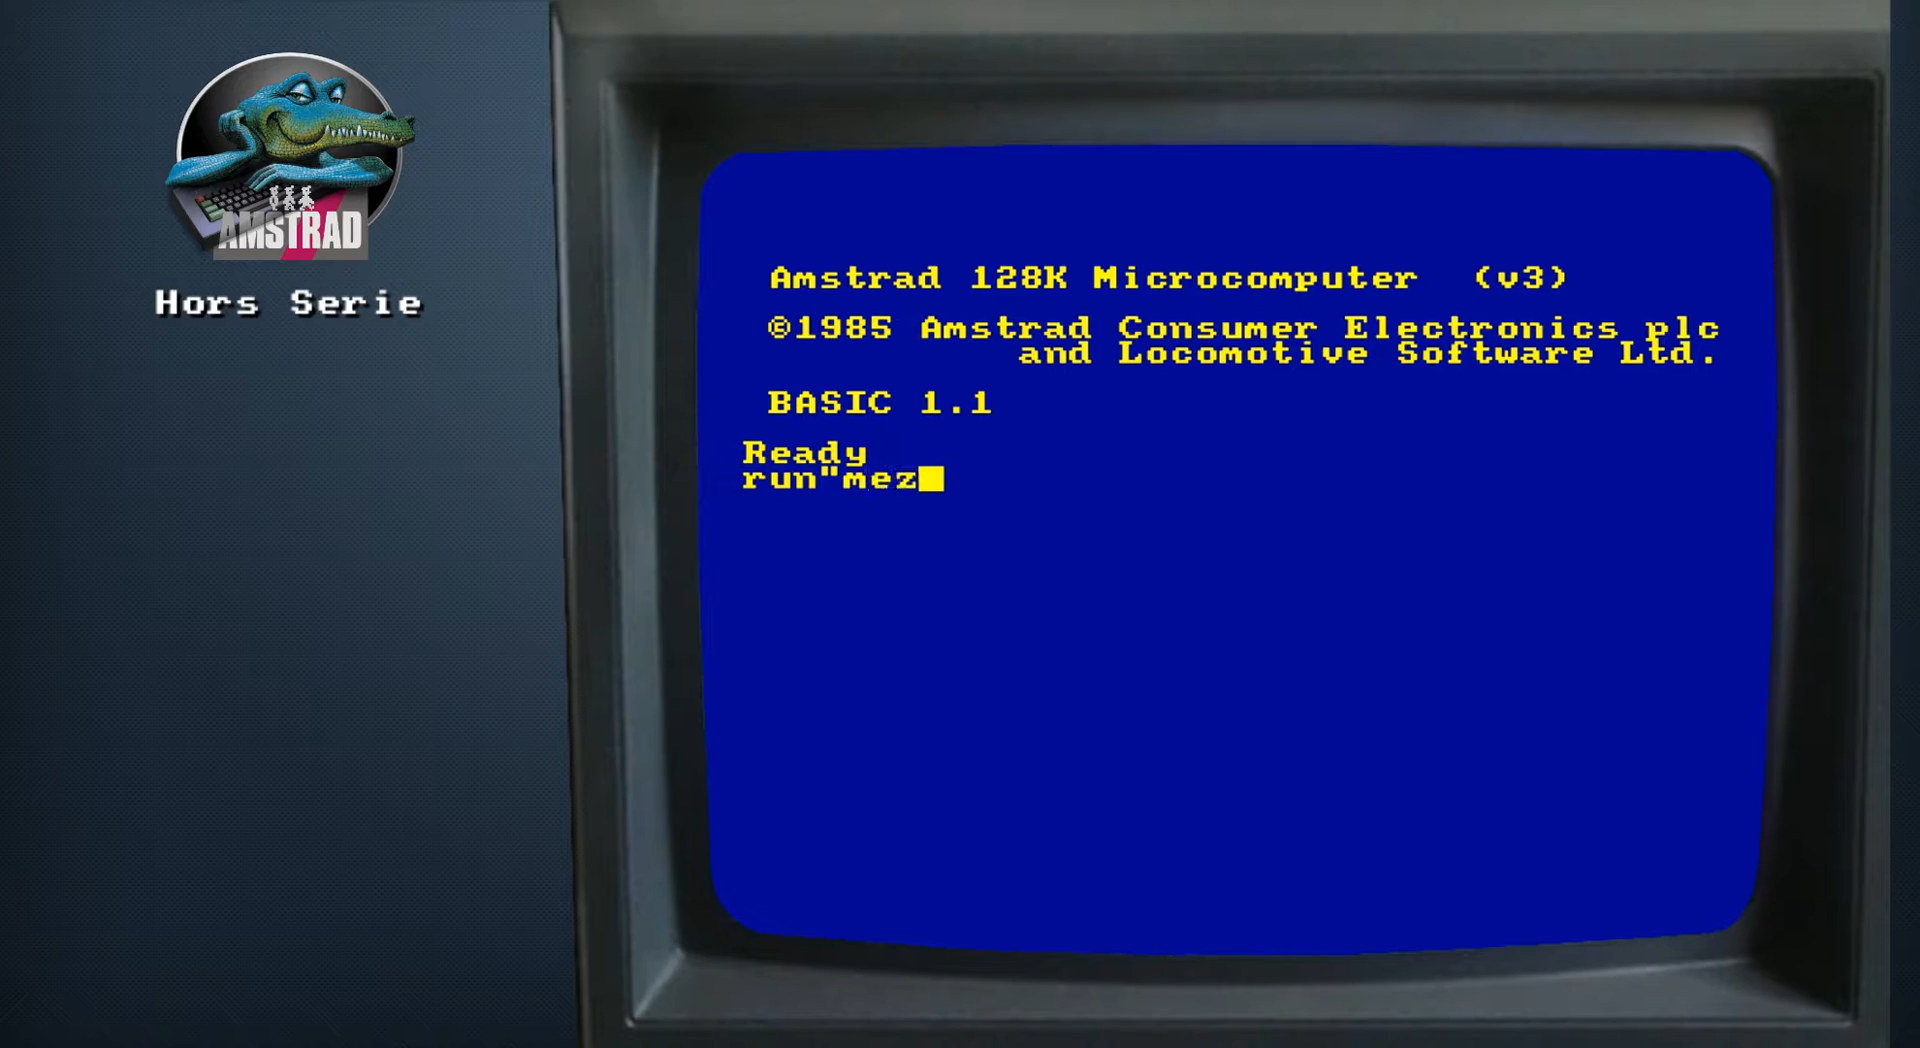 AMSTRAD
Hors Serie
Amstrad 128K Microcomputer (v3)
©1985 Amstrad Consumer Electronics plc
and Locomotive Software Ltd.
BASIC 1.1
Ready
run"mez